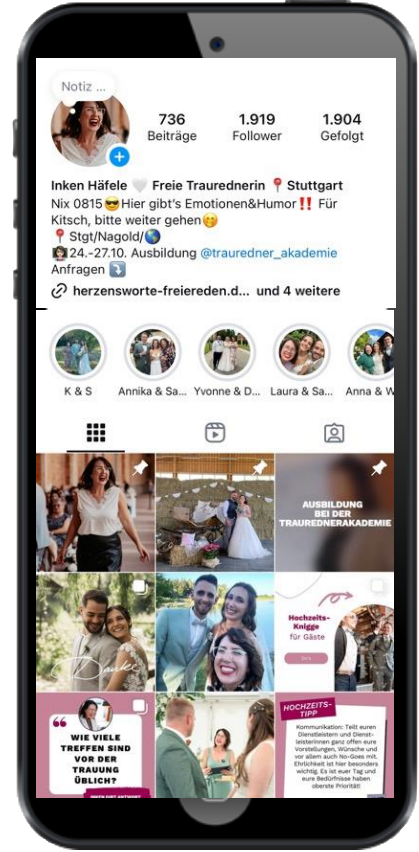 Notiz ...
736
1.919
1.904
Beiträge
Follower
Gefolgt
Inken Häfele 🤍 Freie Traurednerin 📍 Stuttgart
Nix 0815😎Hier gibt's Emotionen&Humor‼️ Für
Kitsch, bitte weiter gehen😄
📍 Stgt/Nagold/🌎
👩🏻‍🏫24.-27.10. Ausbildung @trauredner_akademie
Anfragen ⤵️
herzensworte-freiereden.d... und 4 weitere
K & S
Annika & Sa...
Yvonne & D...
Laura & Sa...
Anna & W
AUSBILDUNG
BEI DER
TRAUREDNERAKADEMIE
Danke
Hochzeits-
Knigge
für Gäste
Do's
WIE VIELE
TREFFEN SIND
VOR DER
TRAUUNG
ÜBLICH?
INKEN GIBT ANTWORT
HOCHZEITS-
TIPP
Kommunikation: Teilt euren
Dienstleistern und Dienst-
leisterinnen ganz offen eure
Vorstellungen, Wünsche und
vor allem auch No-Goes mit.
Ehrlichkeit ist hier besonders
wichtig. Es ist euer Tag und
eure Bedürfnisse haben
oberste Priorität!